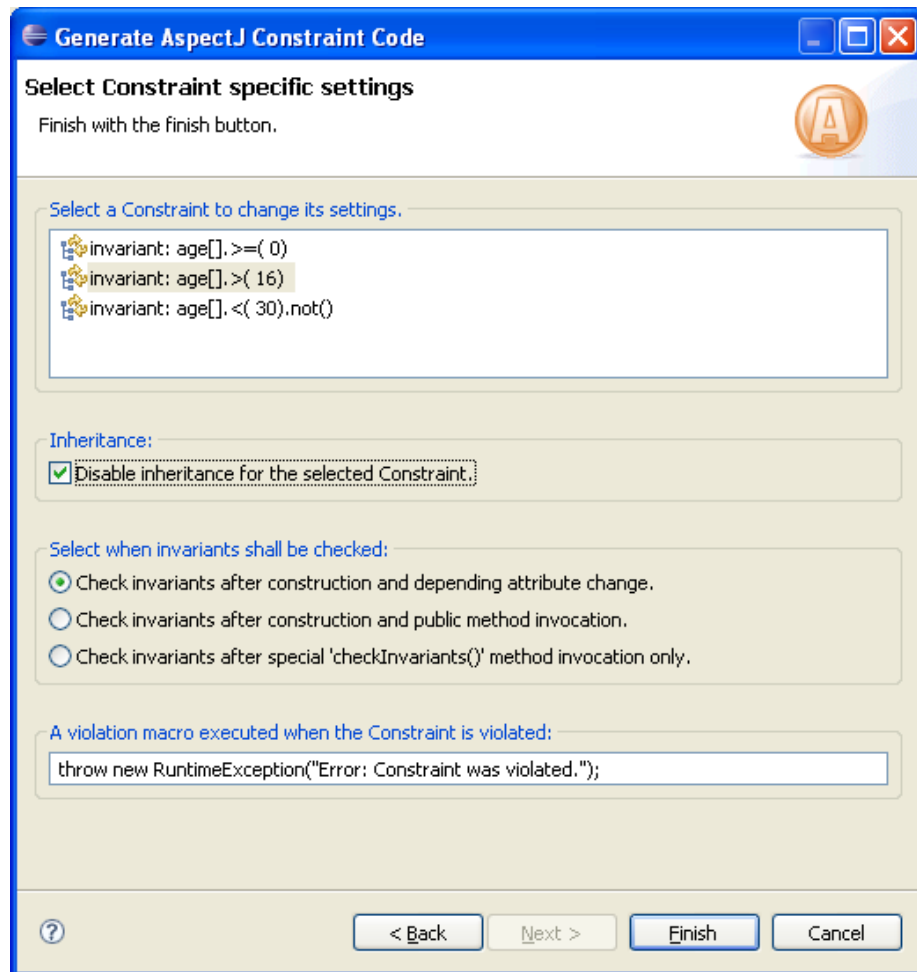 Generate AspectJ Constraint Code
Select Constraint specific settings
Finish with the finish button.
A
Select a Constraint to change its settings.
invariant: age[].>=( 0)
invariant: age[].>( 16)
invariant: age[].<( 30).not()
Inheritance:
Disable inheritance for the selected Constraint.
Select when invariants shall be checked:
Check invariants after construction and depending attribute change.
Check invariants after construction and public method invocation.
Check invariants after special 'checkInvariants()' method invocation only.
A violation macro executed when the Constraint is violated:
throw new RuntimeException("Error: Constraint was violated.");
? < Back Next > Finish Cancel